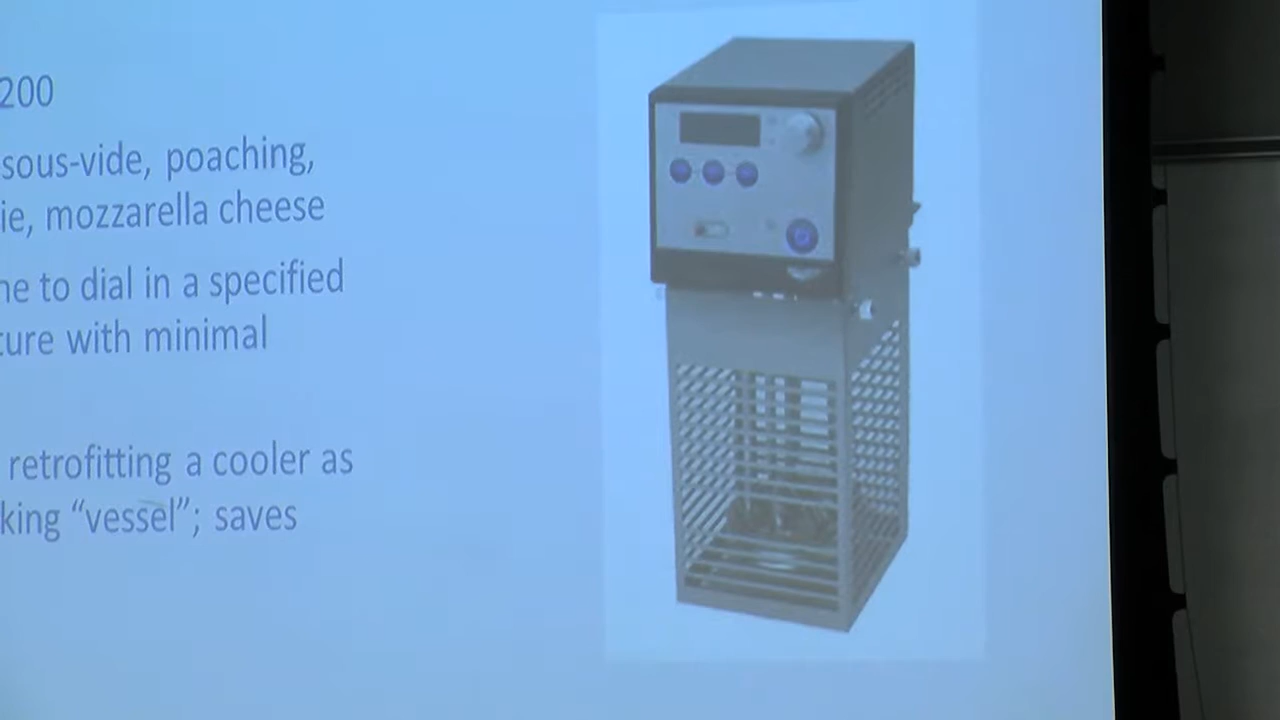 200
sous-vide, poaching,
ie, mozzarella cheese
ne to dial in a specified
ture with minimal
retrofitting a cooler as
king “vessel”; saves